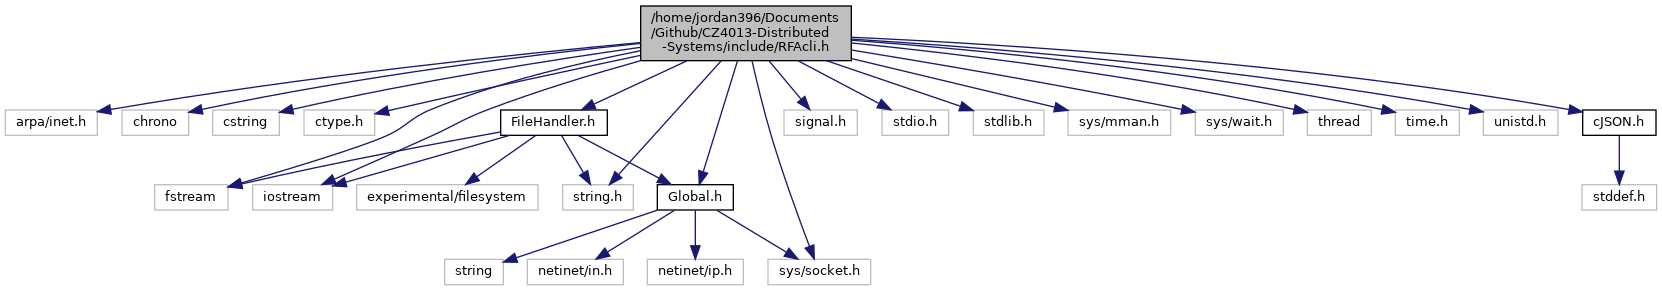 /home/jordan396/Documents
/Github/CZ4013-Distributed
-Systems/include/RFAcli.h
arpa/inet.h
chrono
cstring
ctype.h
FileHandler.h
signal.h
stdio.h
stdlib.h
sys/mman.h
sys/wait.h
thread
time.h
unistd.h
cJSON.h
fstream
iostream
experimental/filesystem
string.h
Global.h
stddef.h
string
netinet/in.h
netinet/ip.h
sys/socket.h